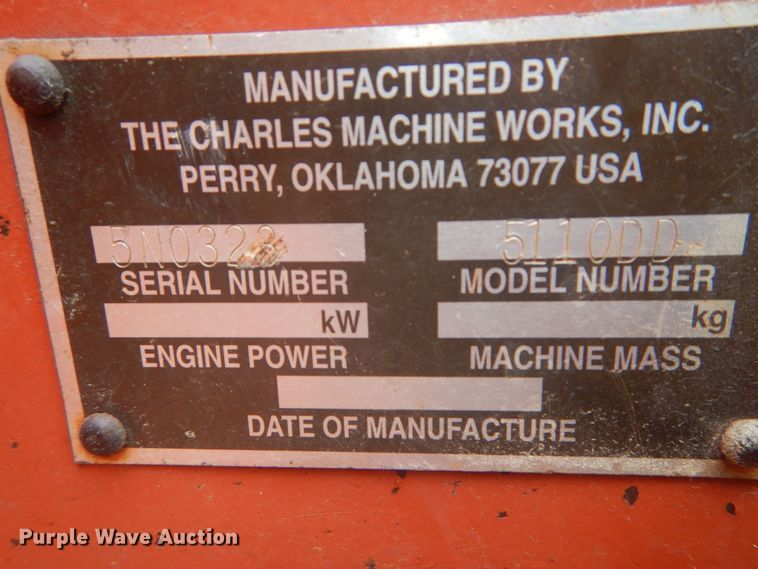 MANUFACTURED BY
THE CHARLES MACHINE WORKS, INC.
PERRY, OKLAHOMA 73077 USA
5N0323 5110DD
SERIAL NUMBER MODEL NUMBER
kW kg
ENGINE POWER MACHINE MASS
DATE OF MANUFACTURE
Purple Wave Auction